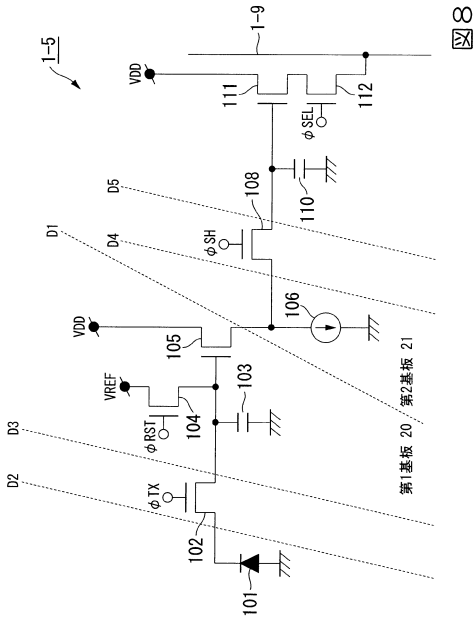 図8
1-5
1-9
VDD
111
112
φSEL
110
D5
108
φSH
D4
D1
106
VDD
105
VREF
104
φRST
103
第1基板 20
第2基板 21
D3
D2
φTX
102
101